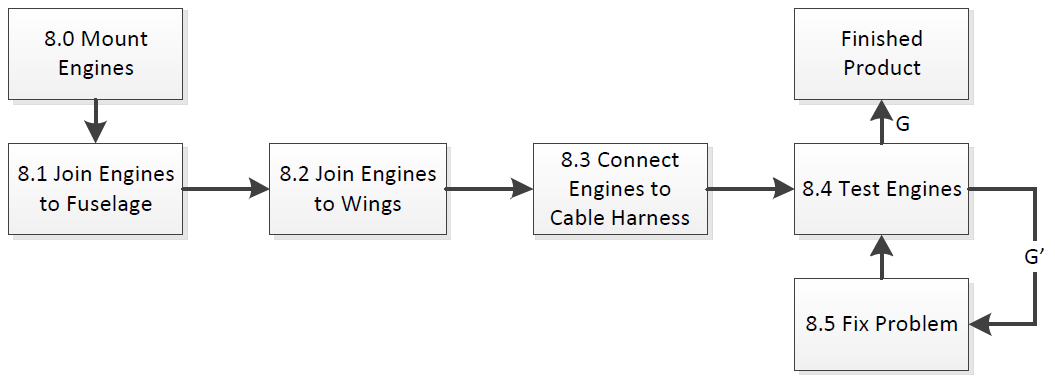 8.0 Mount
Engines
Finished
Product
G
8.1 Join Engines
to Fuselage
8.2 Join Engines
to Wings
8.3 Connect
Engines to
Cable Harness
8.4 Test Engines
G’
8.5 Fix Problem